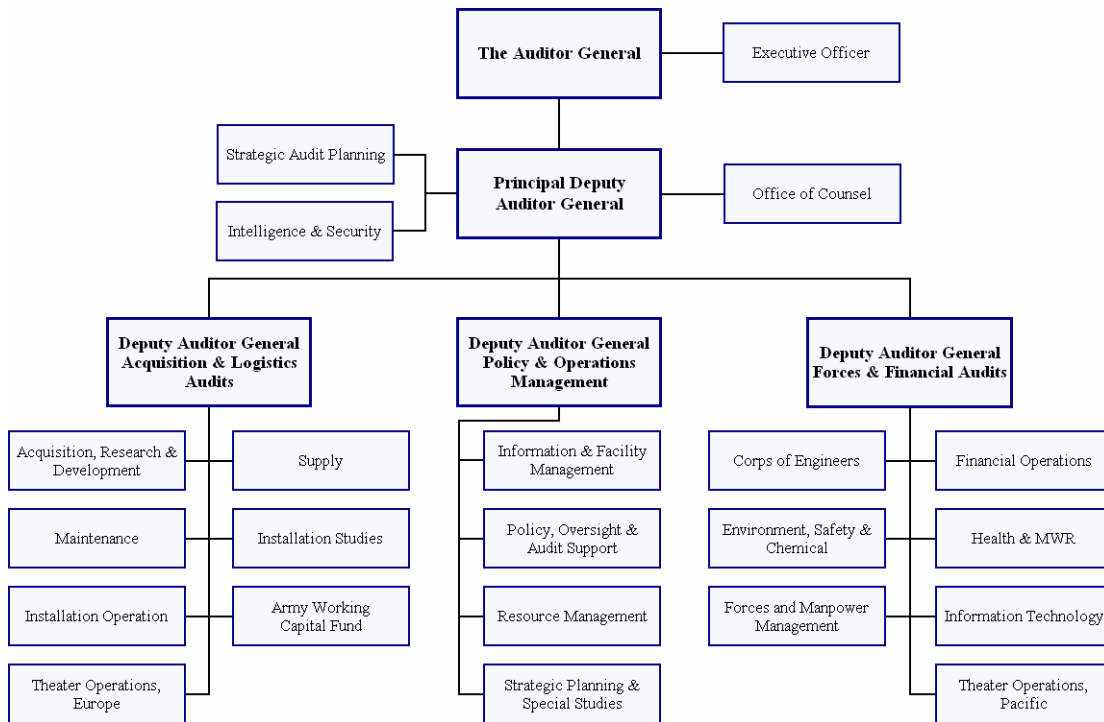 The Auditor General
Executive Officer
Strategic Audit Planning
Principal Deputy
Auditor General
Office of Counsel
Intelligence & Security
Deputy Auditor General
Acquisition & Logistics
Audits
Deputy Auditor General
Policy & Operations
Management
Deputy Auditor General
Forces & Financial Audits
Acquisition, Research &
Development
Supply
Maintenance
Installation Studies
Installation Operation
Army Working
Capital Fund
Theater Operations,
Europe
Information & Facility
Management
Policy, Oversight &
Audit Support
Resource Management
Strategic Planning &
Special Studies
Corps of Engineers
Financial Operations
Environment, Safety &
Chemical
Health & MWR
Forces and Manpower
Management
Information Technology
Theater Operations,
Pacific